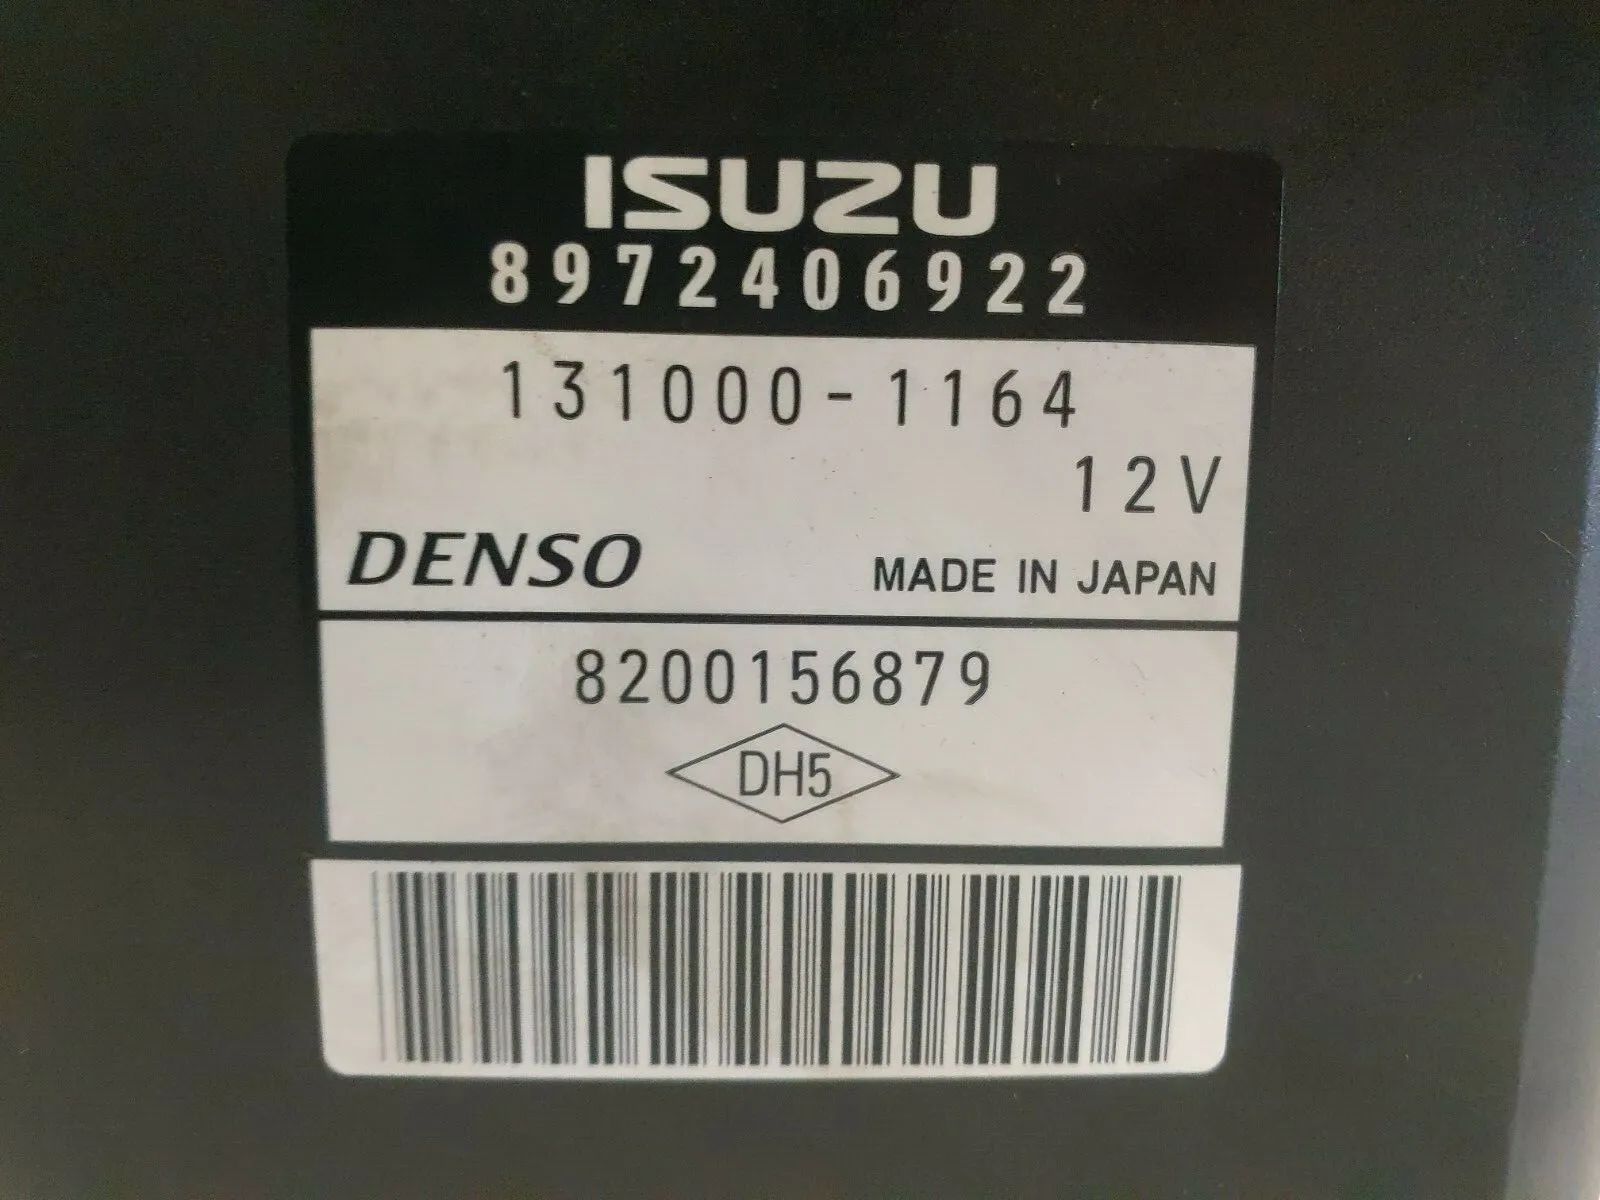 ISUZU
8972406922
131000-1164
12V
DENSO MADE IN JAPAN
8200156879
DH5